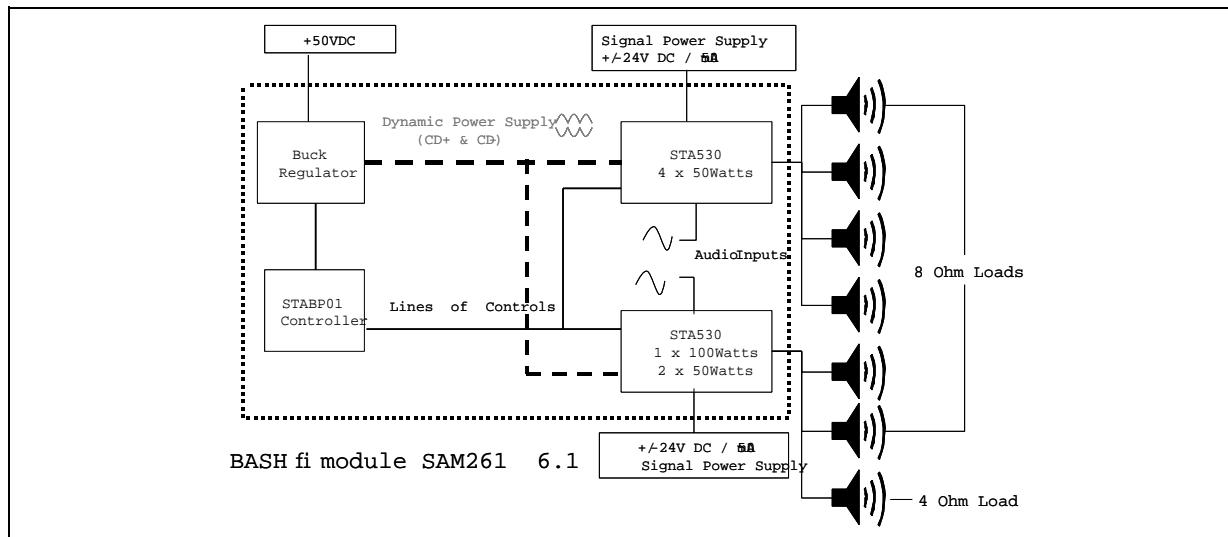 +50VDC
Signal Power Supply
+/-24V DC /
Dynamic Power Supply
(CD+ & CD-)
Buck
Regulator
STA530
4 x 50Watts
AudioInputs
8 Ohm Loads
STABP01
Controller
Lines of Controls
STA530
1 x 100Watts
2 x 50Watts
+/-24V DC /
Signal Power Supply
BASH fi module SAM261 6.1
4 Ohm Load